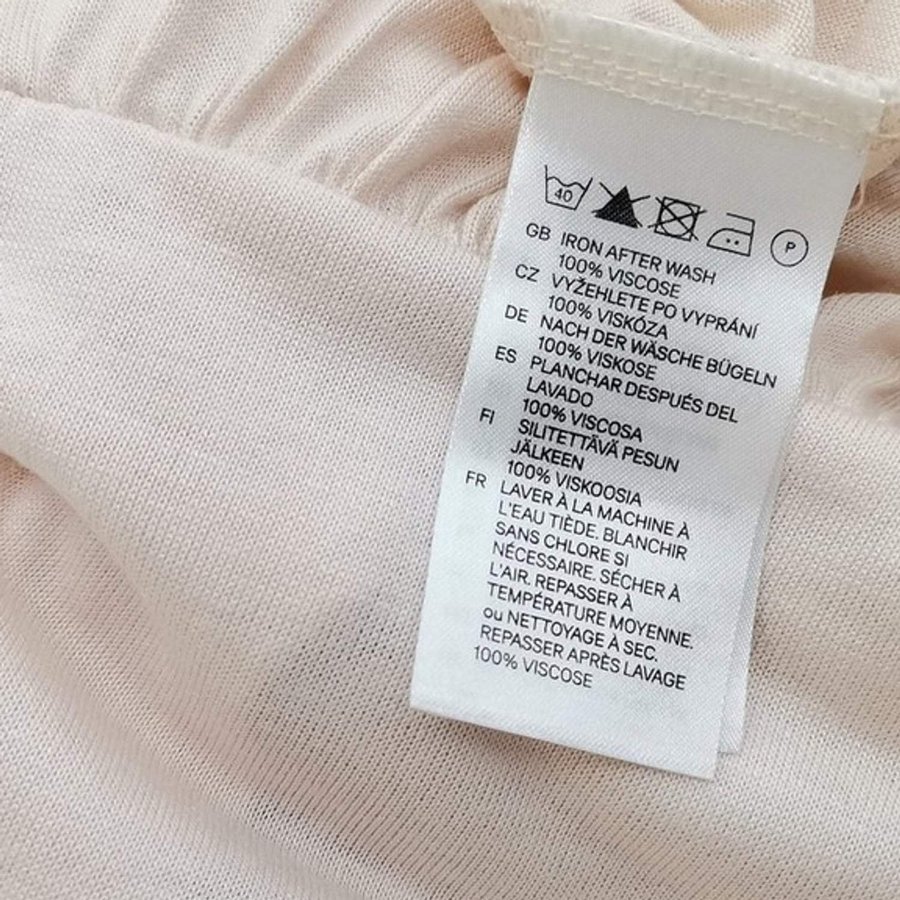 40 P
GB IRON AFTER WASH
100% VISCOSE
CZ VYŽEHLETE PO VYPRÁNÍ
100% VISKÓZA
DE NACH DER WÄSCHE BÜGELN
100% VISKOSE
ES PLANCHAR DESPUÉS DEL
LAVADO
100% VISCOSA
FI SILITETTÄVÄ PESUN
JÄLKEEN
100% VISKOOSIA
FR LAVER À LA MACHINE À
L'EAU TIÈDE. BLANCHIR
SANS CHLORE SI
NÉCESSAIRE. SÉCHER À
L'AIR. REPASSER À
TEMPÉRATURE MOYENNE.
ou NETTOYAGE À SEC.
REPASSER APRÈS LAVAGE
100% VISCOSE